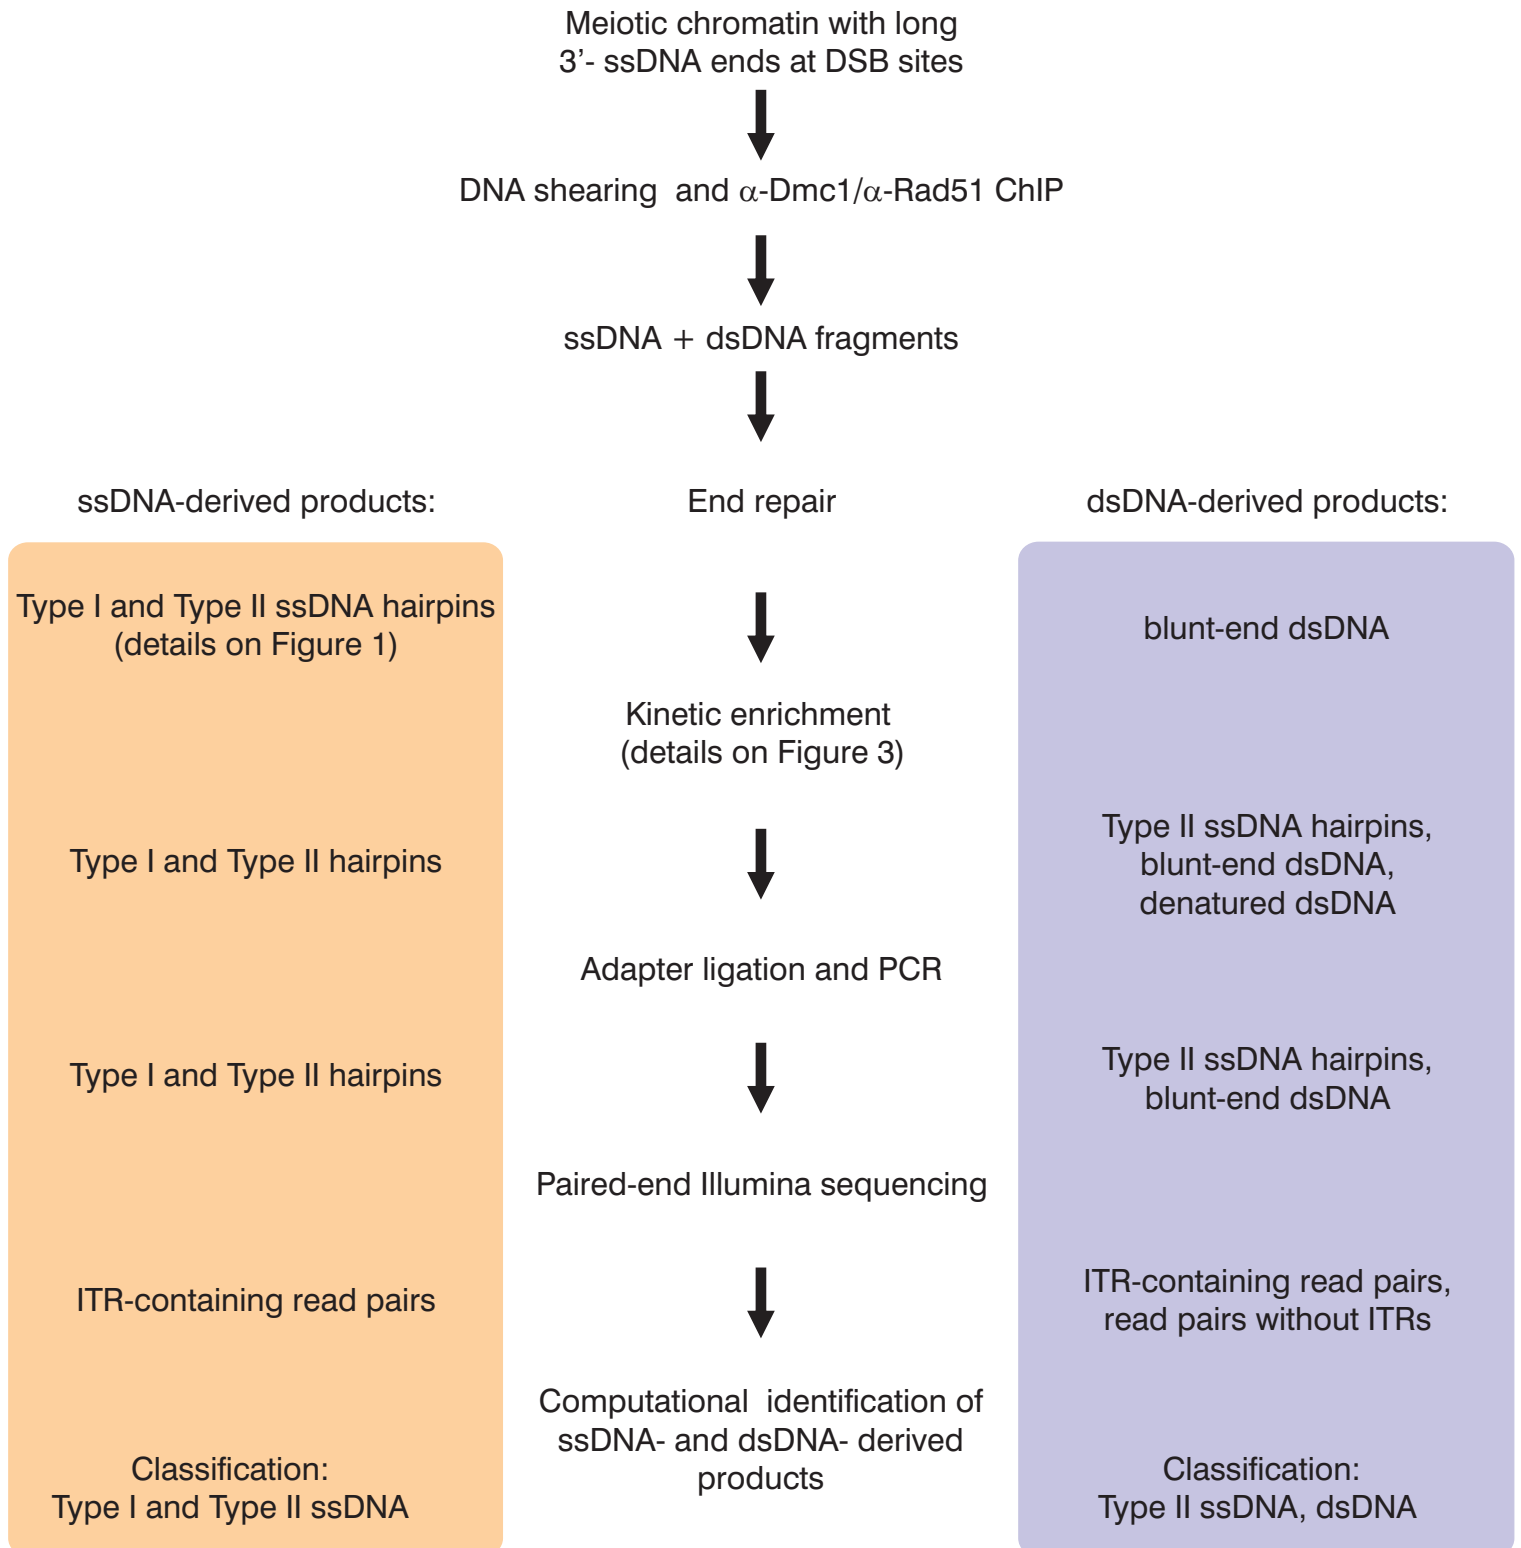 Meiotic chromatin with long
3'- ssDNA ends at DSB sites
DNA shearing and α-Dmc1/α-Rad51 ChIP
ssDNA + dsDNA fragments
ssDNA-derived products:
End repair
dsDNA-derived products:
Type I and Type II ssDNA hairpins
(details on Figure 1)
blunt-end dsDNA
Kinetic enrichment
(details on Figure 3)
Type I and Type II hairpins
Type II ssDNA hairpins,
blunt-end dsDNA,
denatured dsDNA
Adapter ligation and PCR
Type I and Type II hairpins
Type II ssDNA hairpins,
blunt-end dsDNA
Paired-end Illumina sequencing
ITR-containing read pairs
ITR-containing read pairs,
read pairs without ITRs
Computational identification of
ssDNA- and dsDNA- derived
products
Classification:
Type I and Type II ssDNA
Classification:
Type II ssDNA, dsDNA